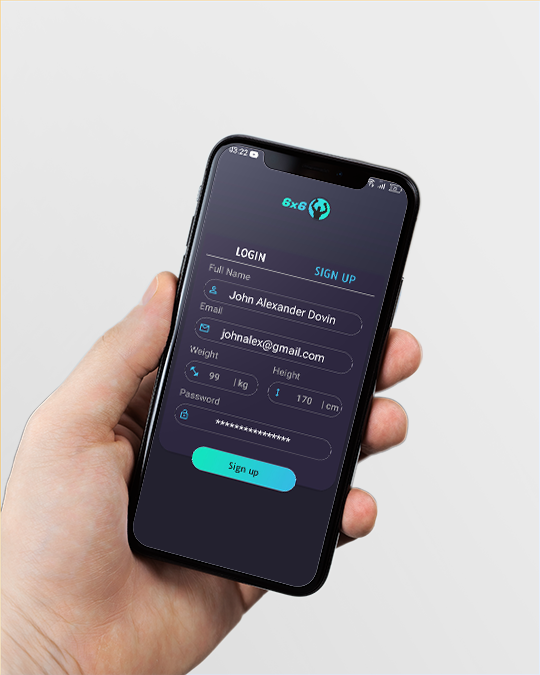 03:22
6x6
LOGIN
SIGN UP
Full Name
John Alexander Dovin
Email
johnalex@gmail.com
Weight
Height
99 | kg
170 | cm
Password
***************
Sign up